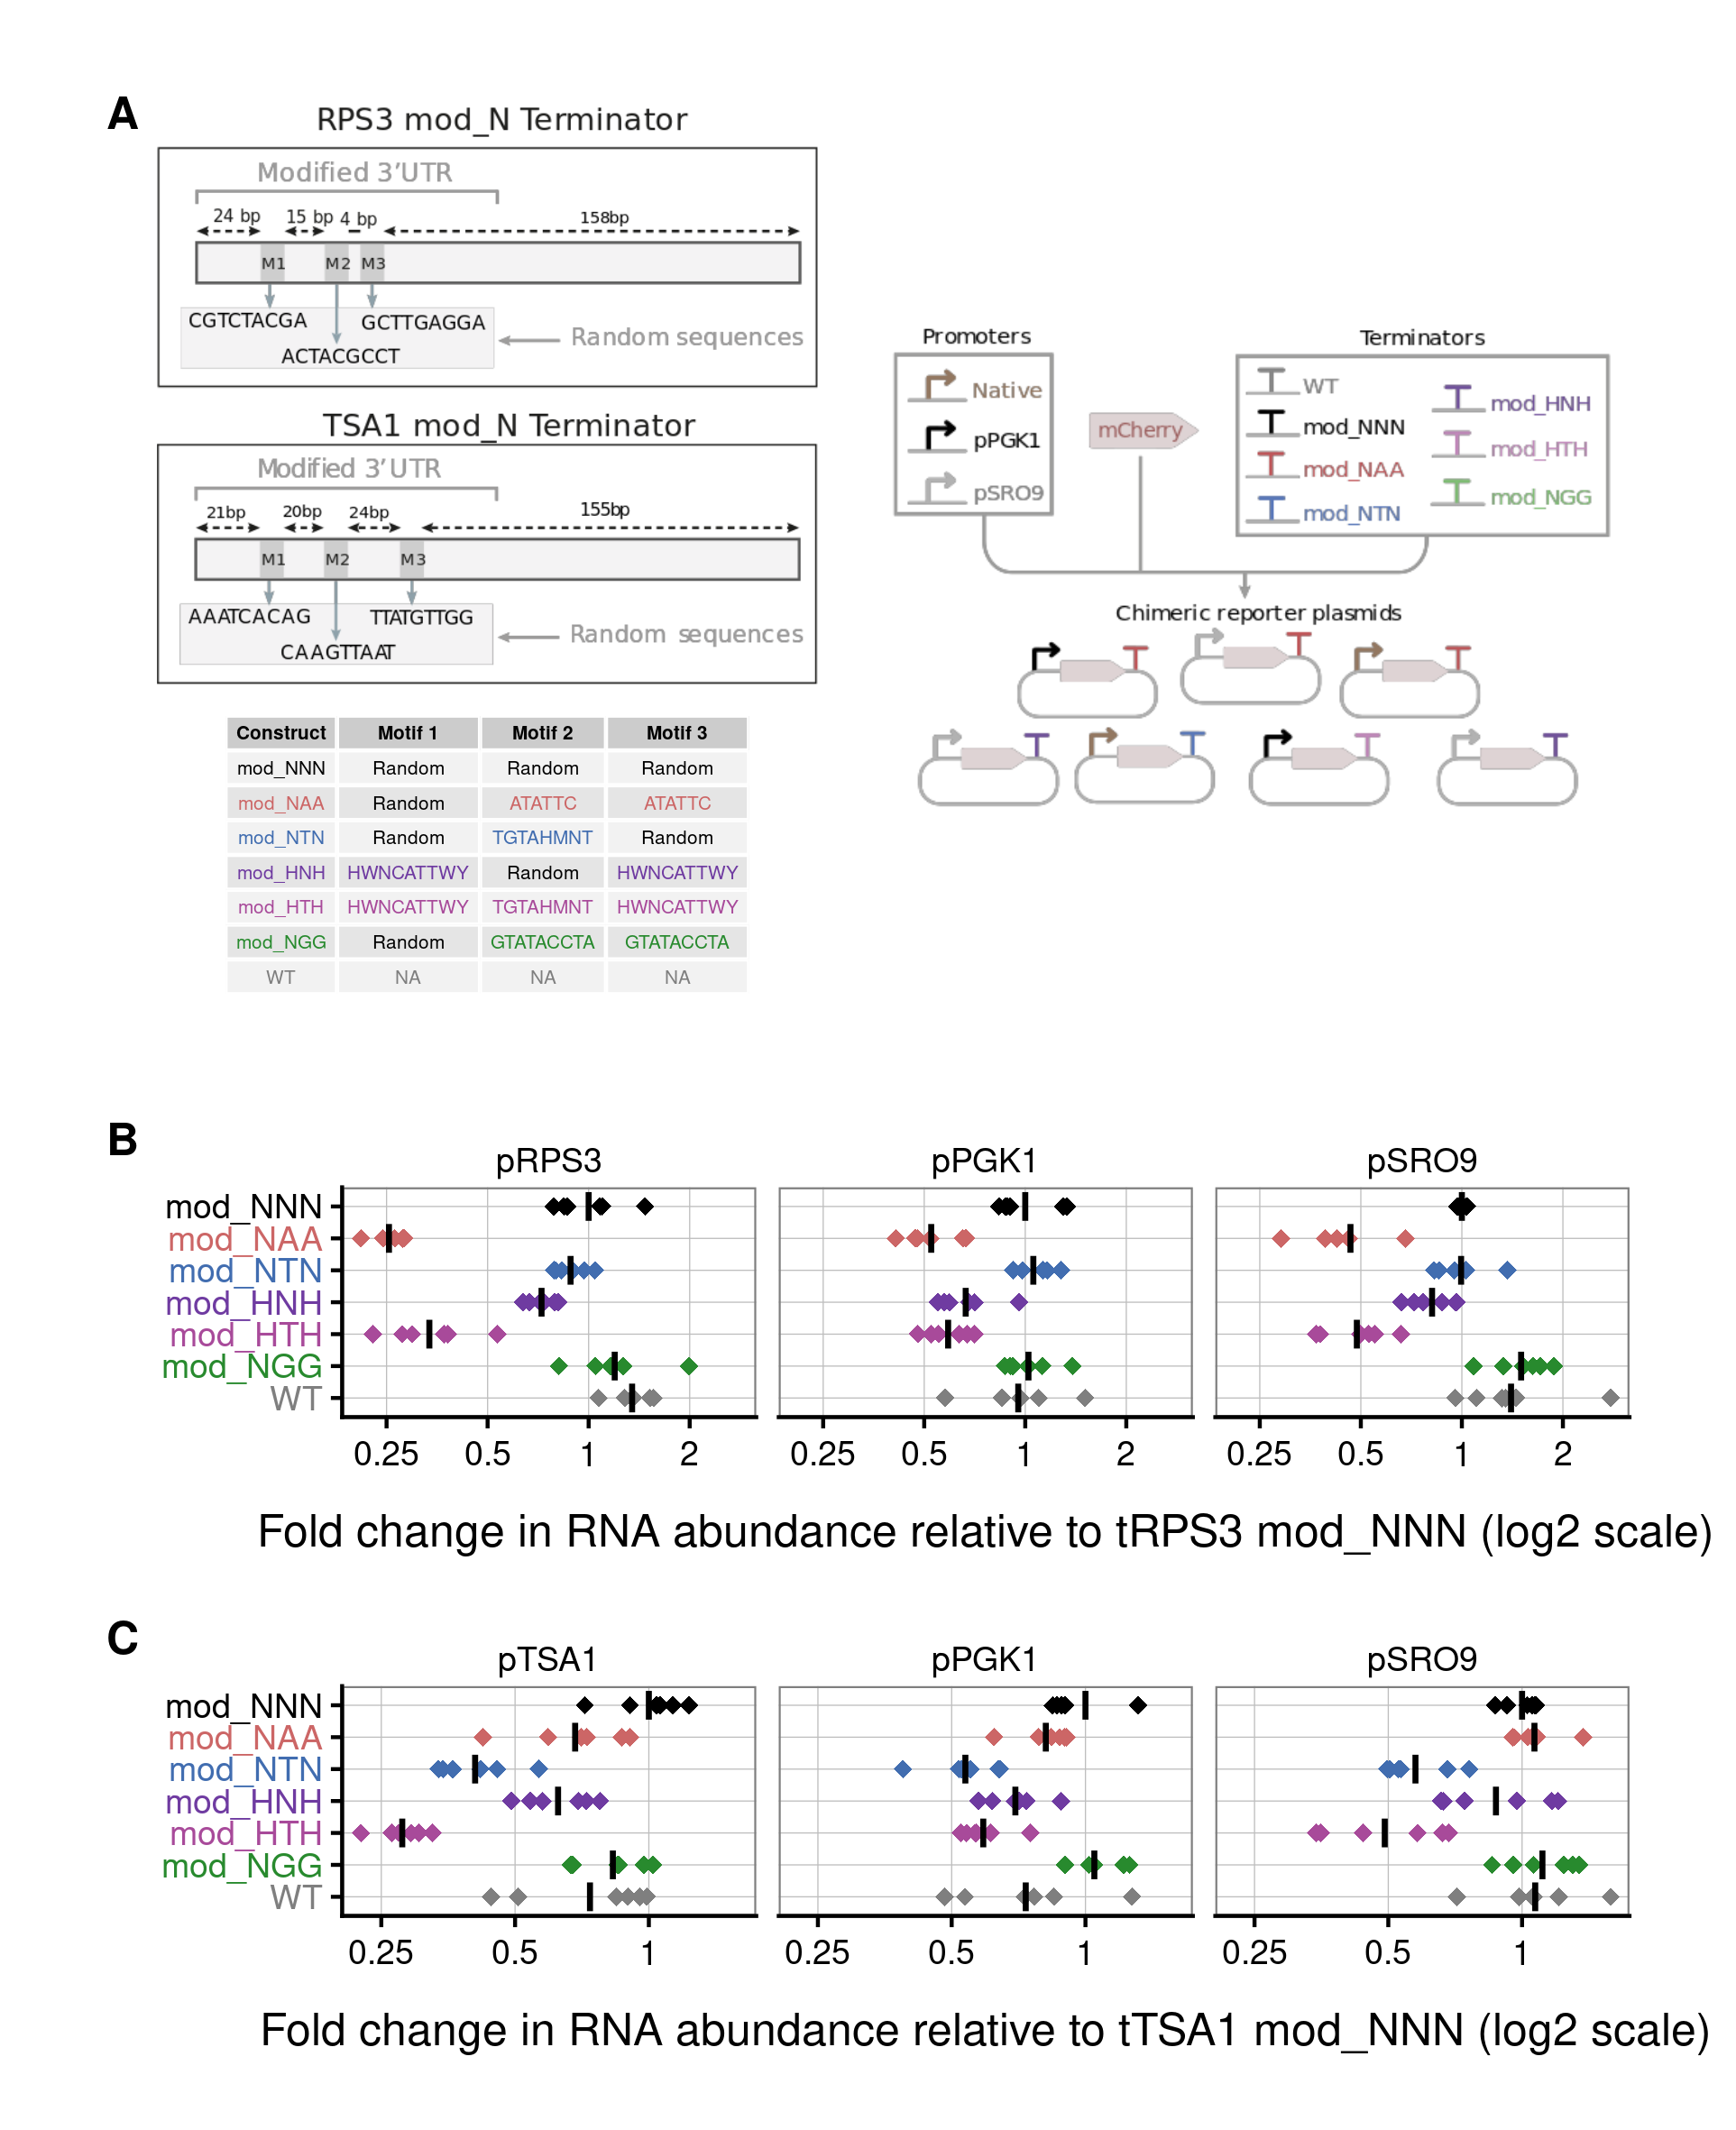 A
RPS3 mod_N Terminator
Modified 3’UTR
24 bp 15 bp 4 bp 158bp
M1 M2 M3
CGTCTACGA GCTTGAGGA
ACTACGCCT
Random sequences
TSA1 mod_N Terminator
Modified 3’UTR
21bp 20bp 24bp 155bp
M1 M2 M3
AAATCACAG TTATGTTGG
CAAGTTAAT
Random sequences
Construct Motif 1 Motif 2 Motif 3
mod_NNN Random Random Random
mod_NAA Random ATATTC ATATTC
mod_NTN Random TGTAHMNT Random
mod_HNH HWNCATTWY Random HWNCATTWY
mod_HTH HWNCATTWY TGTAHMNT HWNCATTWY
mod_NGG Random GTATACCTA GTATACCTA
WT NA NA NA
Promoters
Native
pPGK1
pSRO9
mCherry
Terminators
WT
mod_NNN
mod_NAA
mod_NTN
mod_HNH
mod_HTH
mod_NGG
Chimeric reporter plasmids
B
pRPS3 pPGK1 pSRO9
mod_NNN
mod_NAA
mod_NTN
mod_HNH
mod_HTH
mod_NGG
WT
0.25 0.5 1 2 0.25 0.5 1 2 0.25 0.5 1 2
Fold change in RNA abundance relative to tRPS3 mod_NNN (log2 scale)
C
pTSA1 pPGK1 pSRO9
mod_NNN
mod_NAA
mod_NTN
mod_HNH
mod_HTH
mod_NGG
WT
0.25 0.5 1 0.25 0.5 1 0.25 0.5 1
Fold change in RNA abundance relative to tTSA1 mod_NNN (log2 scale)